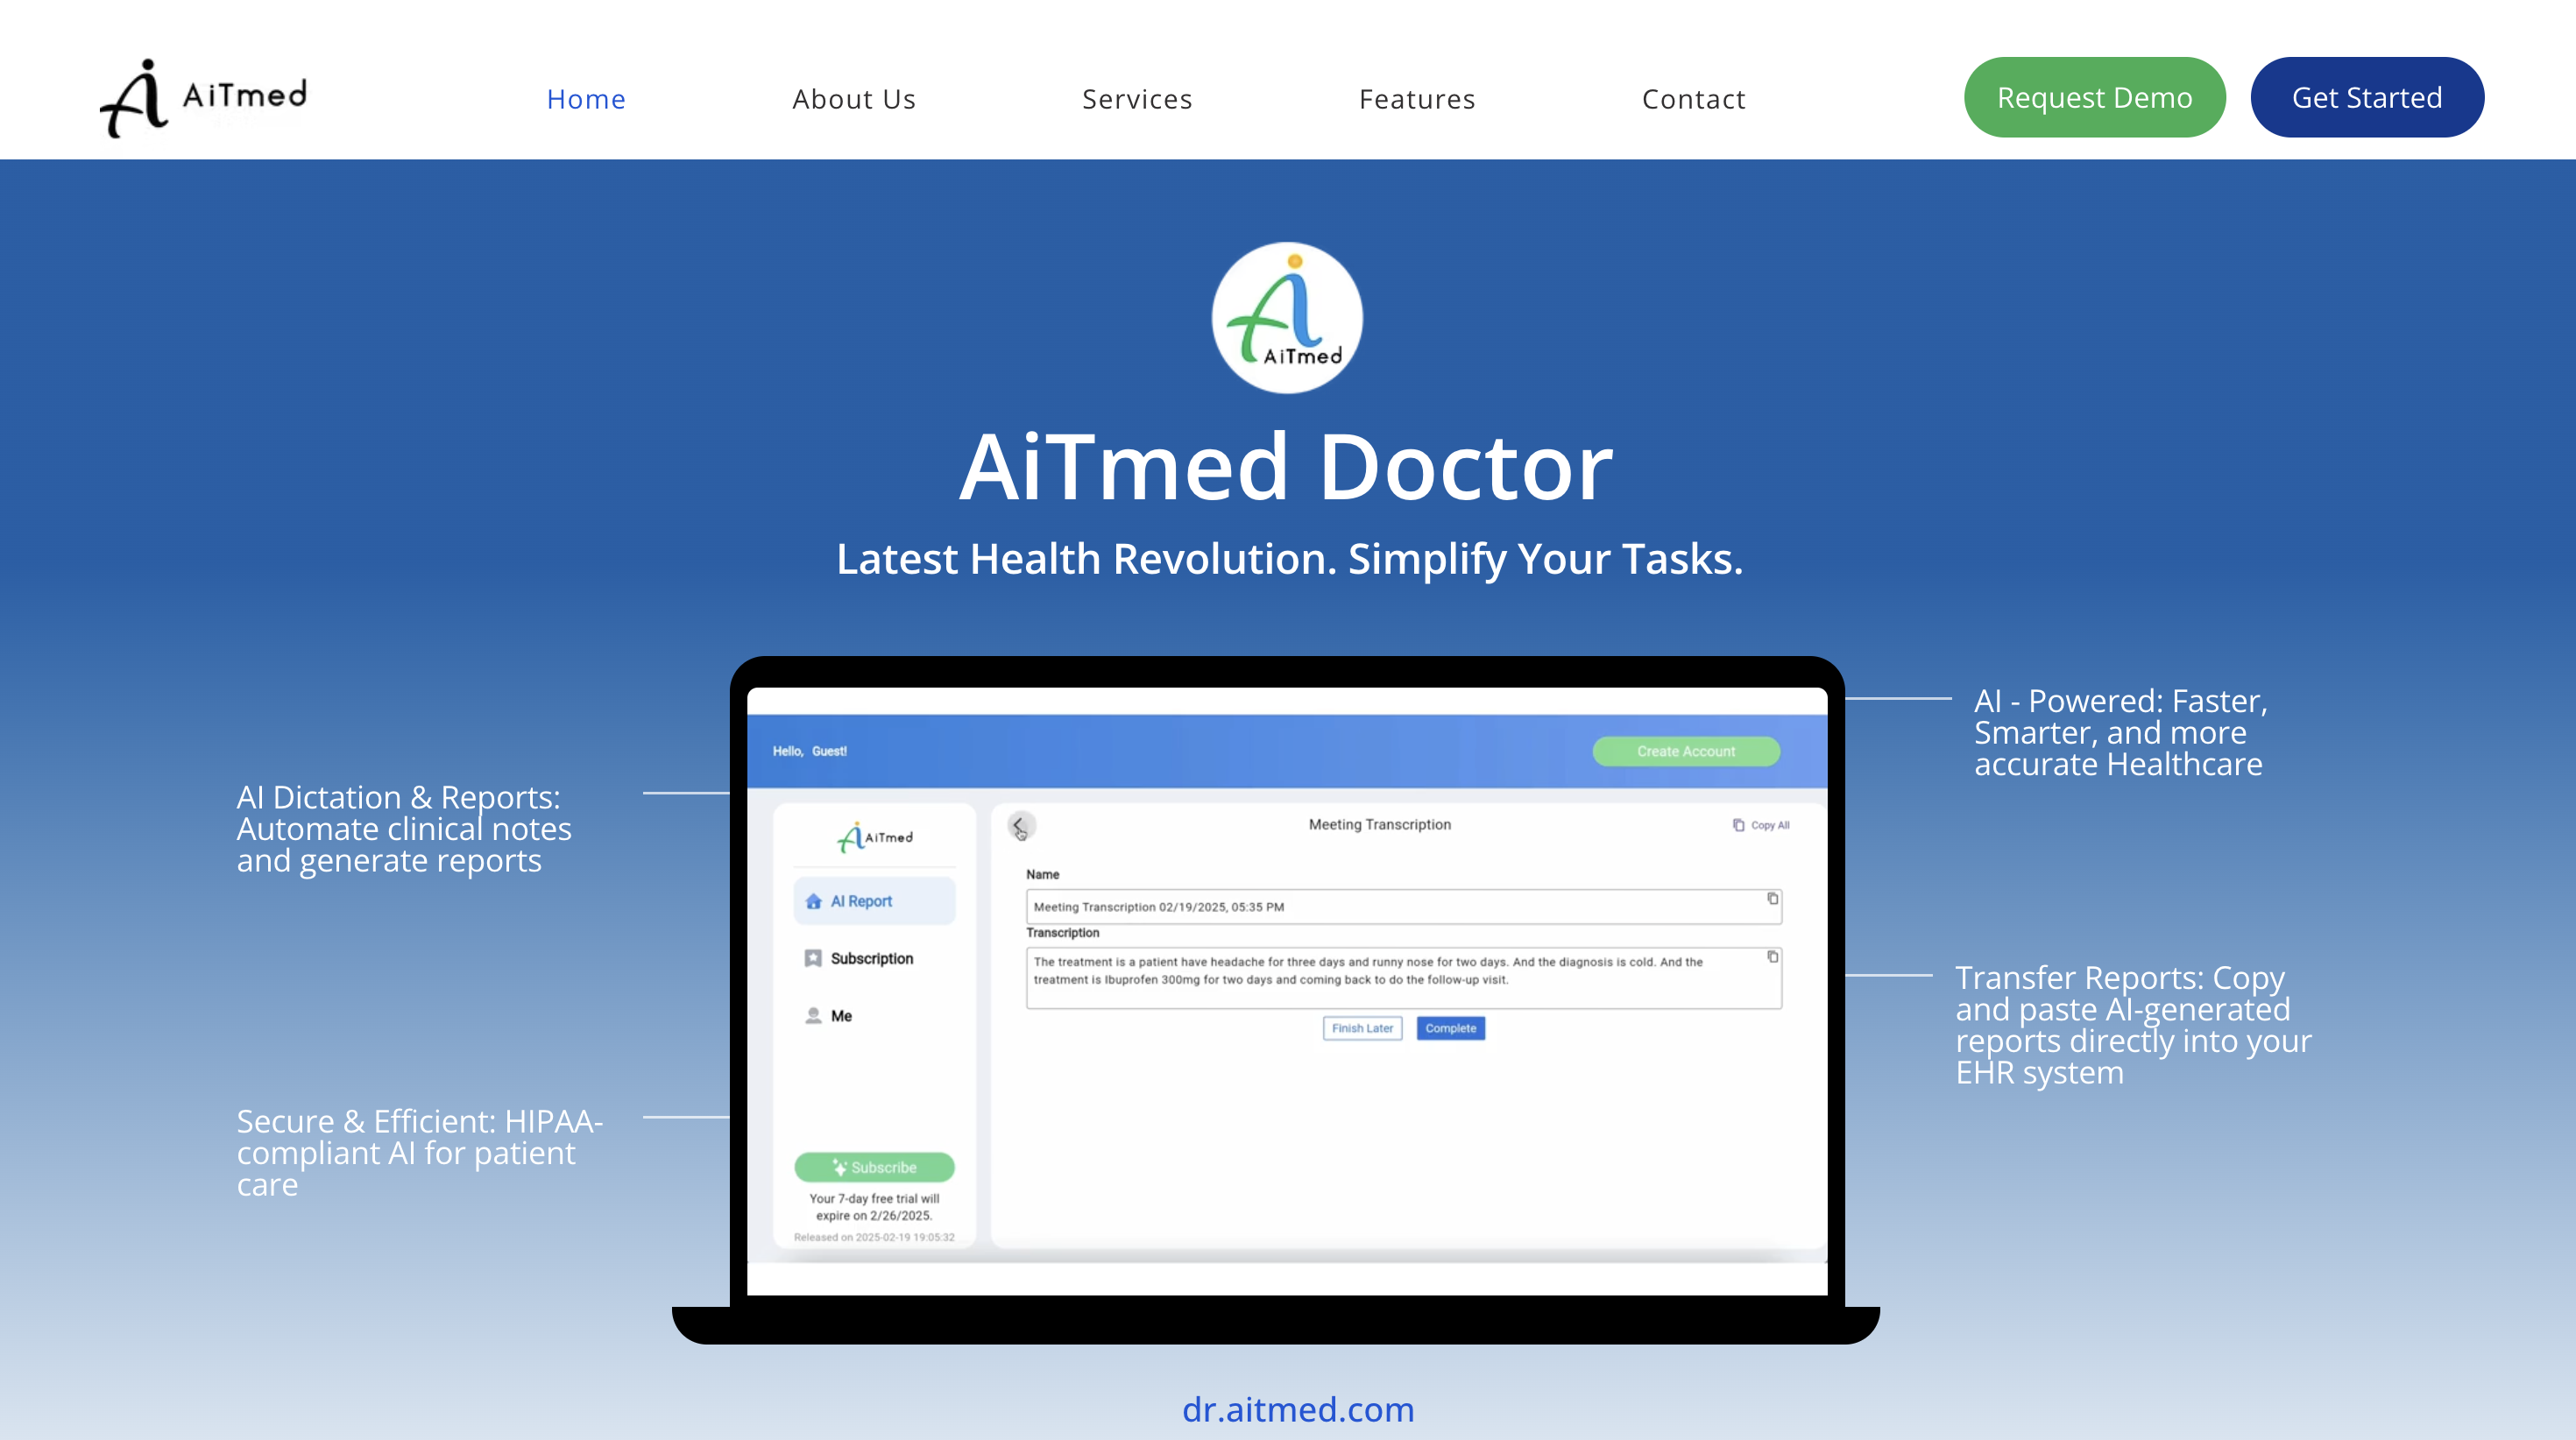 AiTmed
Home
About Us
Services
Features
Contact
Request Demo
Get Started
AiTmed
AiTmed Doctor
Latest Health Revolution. Simplify Your Tasks.
AI Dictation & Reports:
Automate clinical notes
and generate reports
Secure & Efficient: HIPAA-
compliant AI for patient
care
Hello, Guest!
Create Account
AiTmed
AI Report
Subscription
Me
Subscribe
Your 7-day free trial will
expire on 2/26/2025.
Released on 2025-02-19 19:05:32
Meeting Transcription
Copy All
Name
Meeting Transcription 02/19/2025, 05:35 PM
Transcription
The treatment is a patient have headache for three days and runny nose for two days. And the diagnosis is cold. And the
treatment is Ibuprofen 300mg for two days and coming back to do the follow-up visit.
Finish Later
Complete
AI - Powered: Faster,
Smarter, and more
accurate Healthcare
Transfer Reports: Copy
and paste AI-generated
reports directly into your
EHR system
dr.aitmed.com